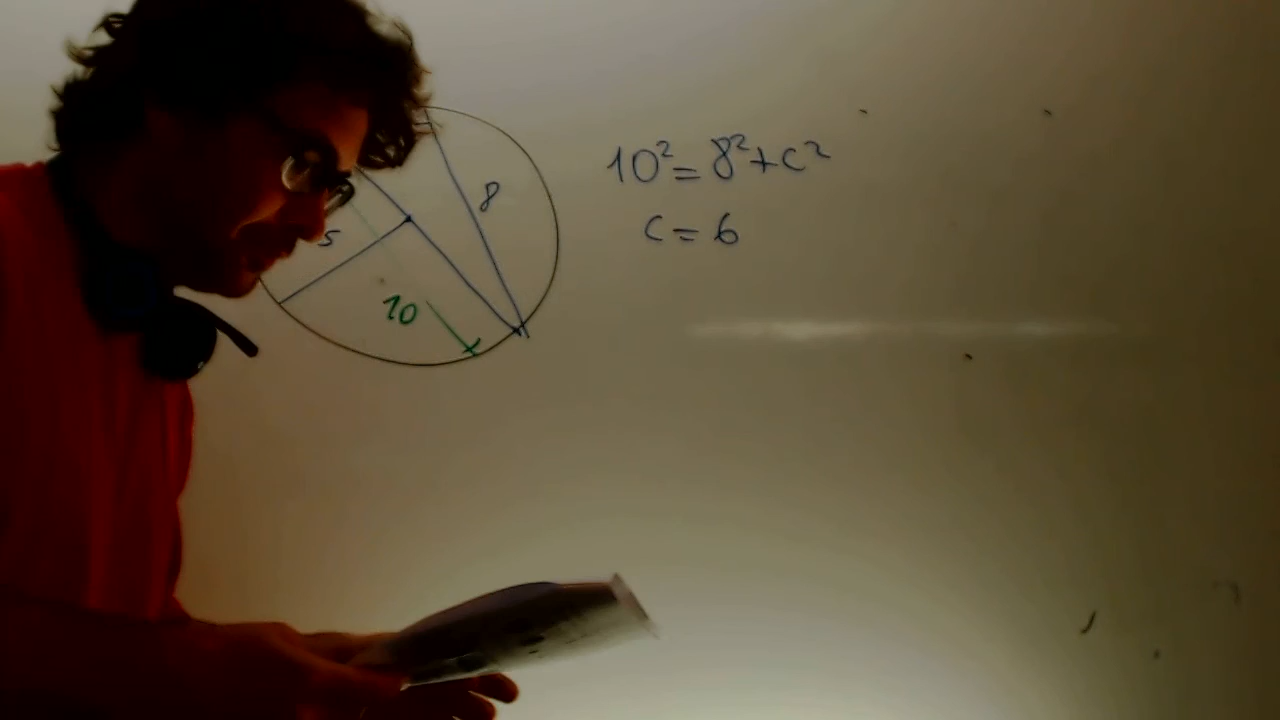 10² = 8² + c²
c = 6
8
5
10